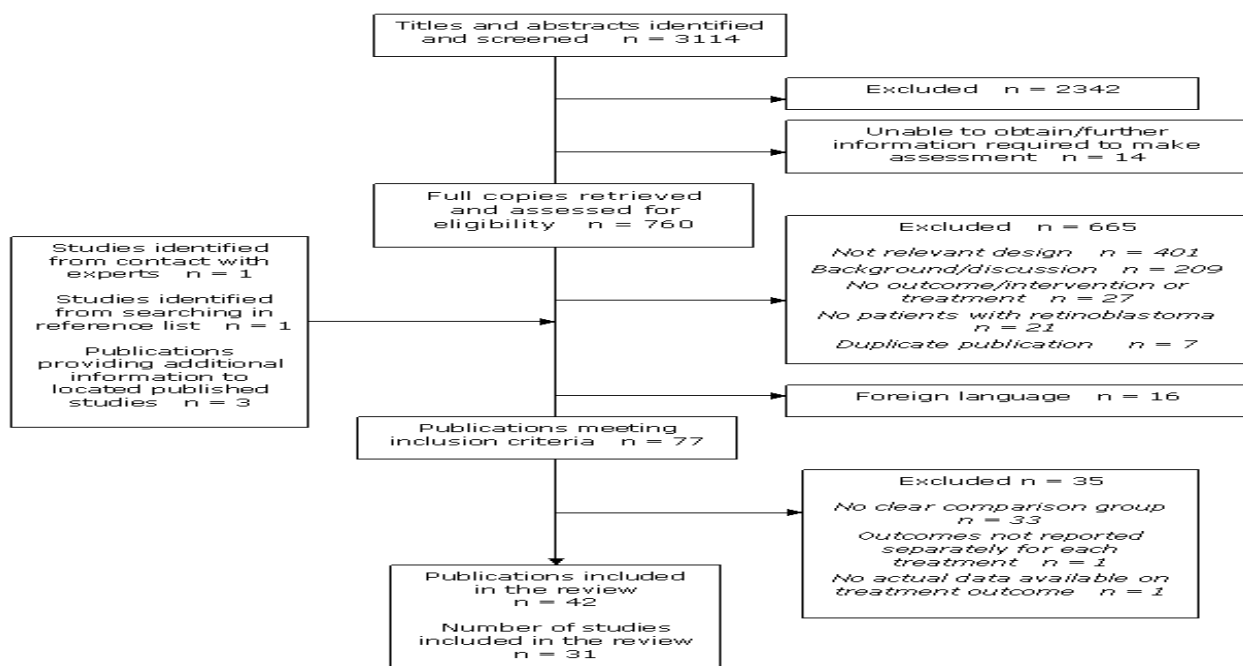 Titles and abstracts identified
and screened n = 3114
Excluded n = 2342
Unable to obtain/further
information required to make
assessment n = 14
Full copies retrieved
and assessed for
eligibility n = 760
Studies identified
from contact with
experts n = 1
Studies identified
from searching in
reference list n = 1
Publications
providing additional
information to
located published
studies n = 3
Excluded n = 665
Not relevant design n = 401
Background/discussion n = 209
No outcome/intervention or
treatment n = 27
No patients with retinoblastoma
n = 21
Duplicate publication n = 7
Foreign language n = 16
Publications meeting
inclusion criteria n = 77
Excluded n = 35
No clear comparison group
n = 33
Outcomes not reported
separately for each
treatment n = 1
No actual data available on
treatment outcome n = 1
Publications included
in the review
n = 42
Number of studies
included in the review
n = 31